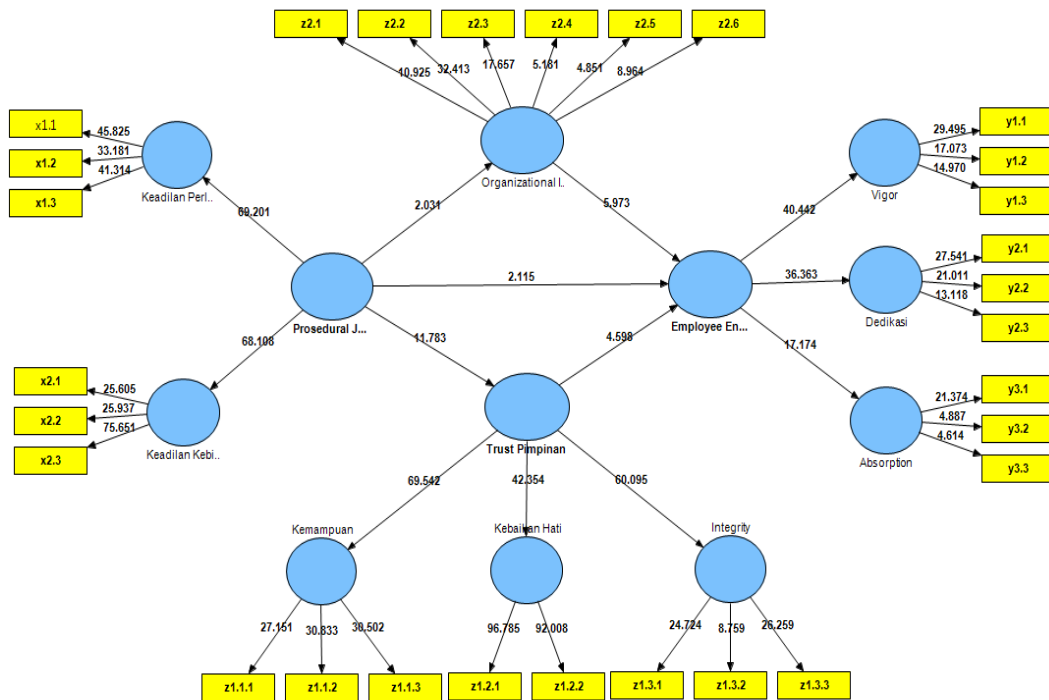 z2.1 z2.2 z2.3 z2.4 z2.5 z2.6
10.925 32.413 17.657 5.181 4.851 8.964
x1.1
x1.2
x1.3
45.825
33.181
41.314
Keadilan Perl..
Organizational I..
y1.1
y1.2
y1.3
29.495
17.073
14.970
Vigor
69.201
2.031
5.973
40.442
2.115
36.363
Prosedural J...
Employee En...
y2.1
y2.2
y2.3
27.541
21.011
13.118
Dedikasi
68.108
11.783
4.598
17.174
x2.1
x2.2
x2.3
25.605
25.937
75.651
Keadilan Kebi..
Trust Pimpinan
y3.1
y3.2
y3.3
21.374
4.887
4.614
Absorption
69.542
42.354
60.095
Kemampuan
Kebaikan Hati
Integrity
27.151 30.833 30.502
96.785 92.008
24.724 8.759 26.259
z1.1.1 z1.1.2 z1.1.3 z1.2.1 z1.2.2 z1.3.1 z1.3.2 z1.3.3